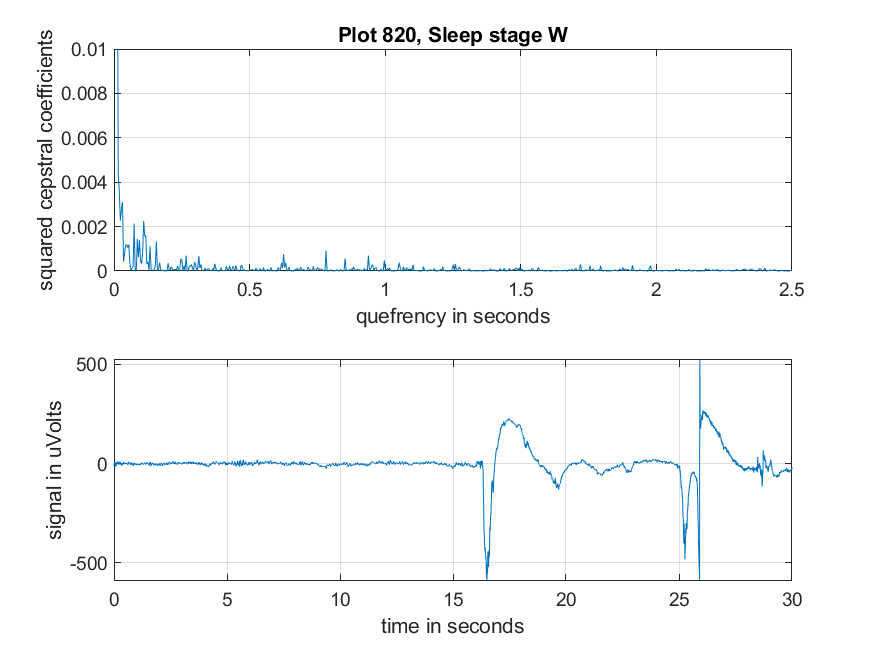 Plot 820, Sleep stage W
squared cepstral coefficients
0.01
0.008
0.006
0.004
0.002
0
0 0.5 1 1.5 2 2.5
quefrency in seconds
signal in uVolts
500
0
-500
0 5 10 15 20 25 30
time in seconds